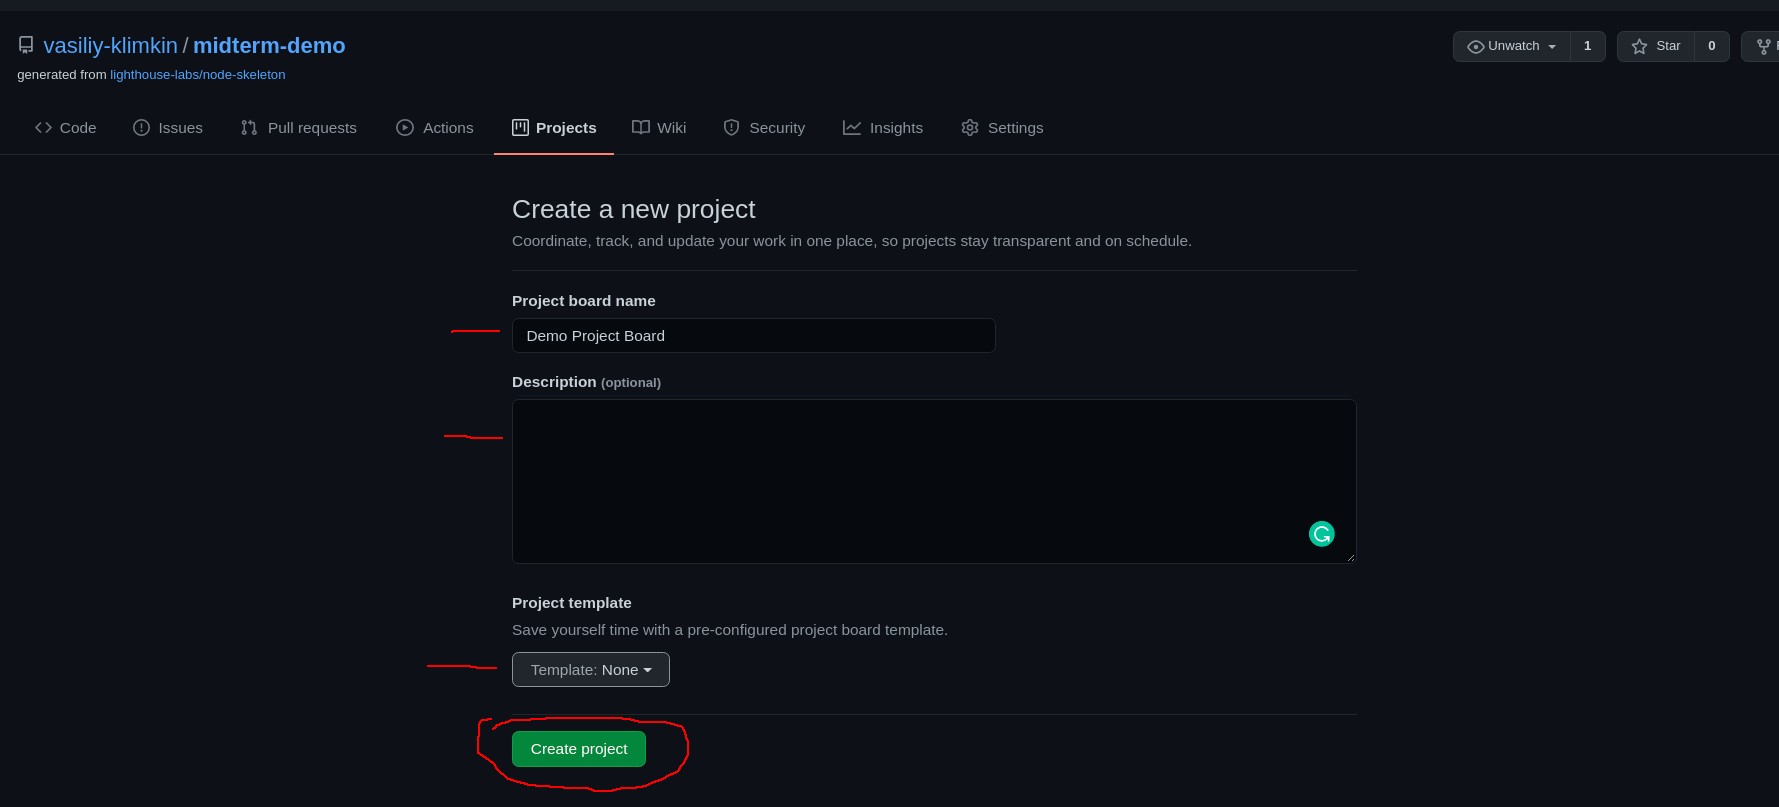 vasiliy-klimkin / midterm-demo
Unwatch 1 Star 0
generated from lighthouse-labs/node-skeleton
Code Issues Pull requests Actions Projects Wiki Security Insights Settings
Create a new project
Coordinate, track, and update your work in one place, so projects stay transparent and on schedule.
Project board name
Demo Project Board
Description (optional)
Project template
Save yourself time with a pre-configured project board template.
Template: None
Create project